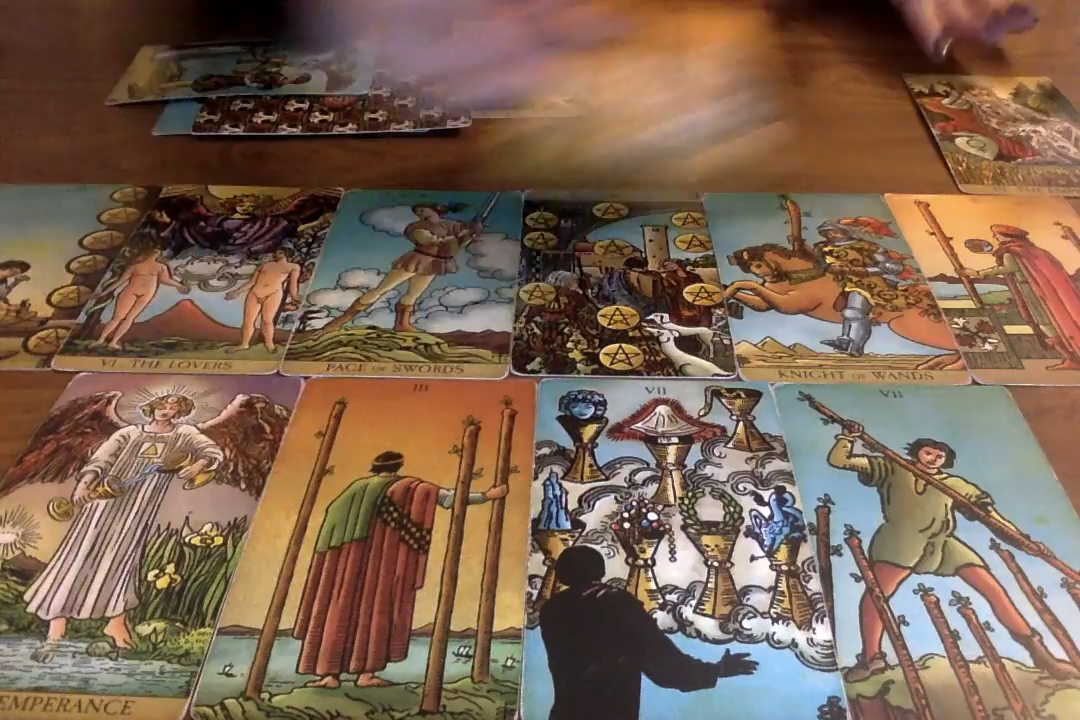 VI THE LOVERS
PAGE OF SWORDS
KNIGHT OF WANDS
III
VII
VII
EMPERANCE